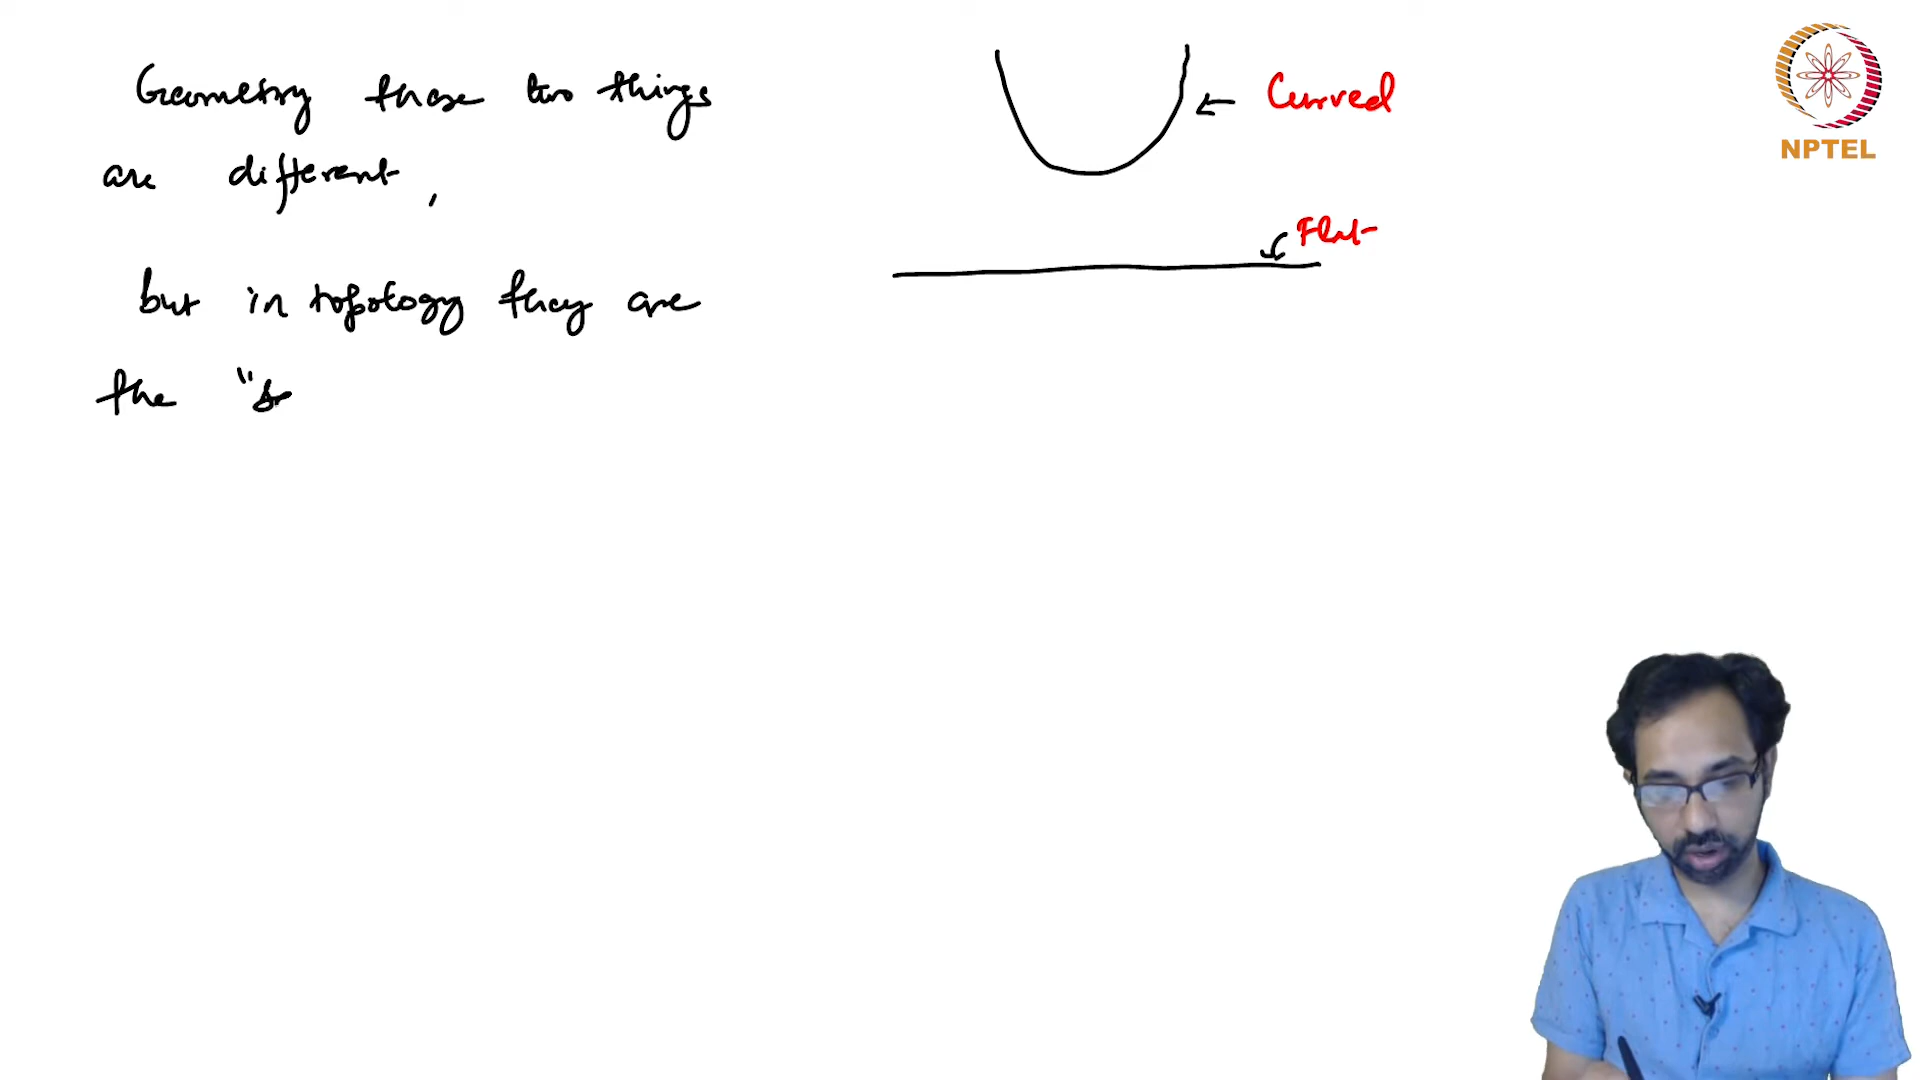 Geometry these two things
are different,
but in topology they are
the "s
Curved
Flat
NPTEL